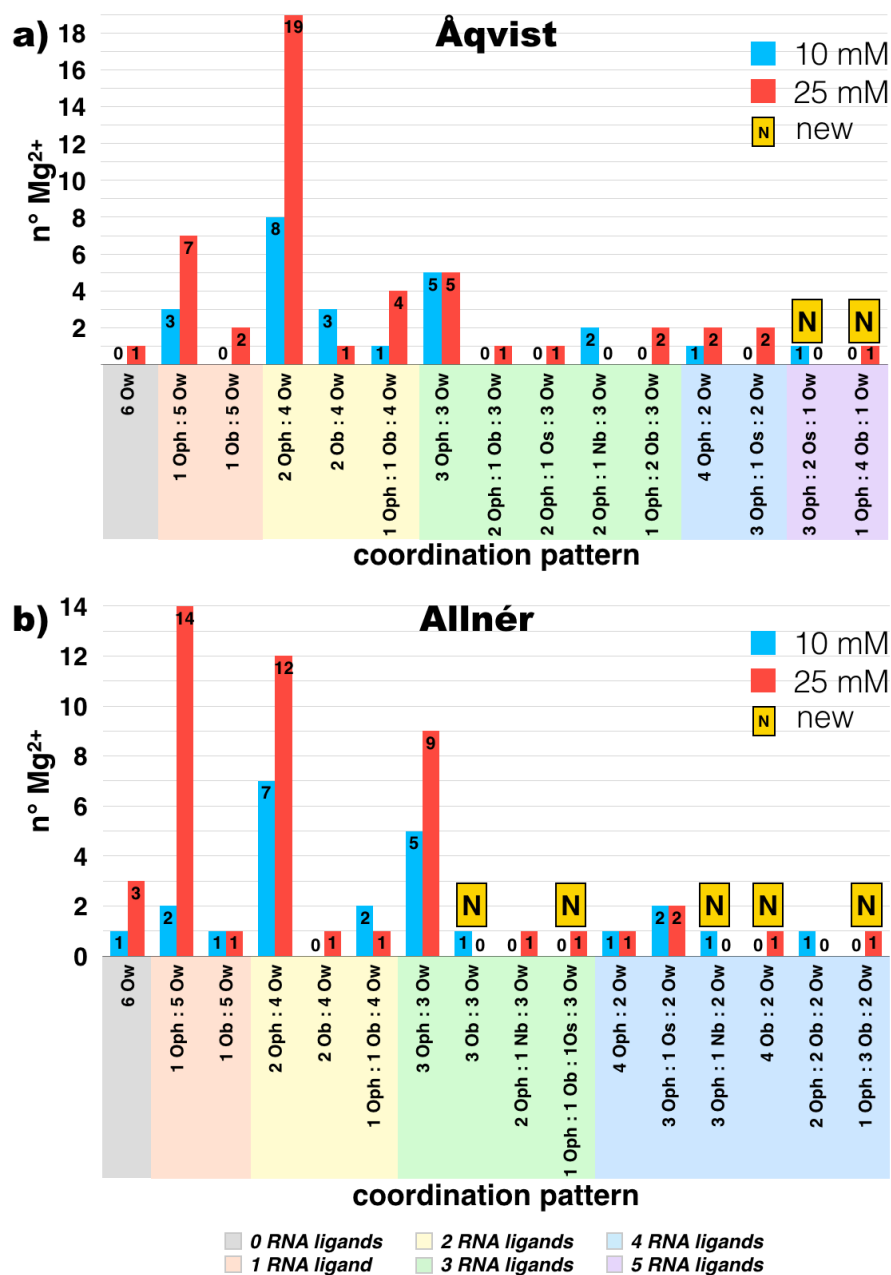 a)
Åqvist
10 mM
25 mM
N new
n° Mg2+
18
16
14
12
10
8
6
4
2
0 1
3 7
0 2
8 19
3 1
1 4
5 5
0 1
0 1
2 0
0 2
1 2
0 2
1 0
0 1
N
N
6 Ow
1 Oph : 5 Ow
1 Ob : 5 Ow
2 Oph : 4 Ow
2 Ob : 4 Ow
1 Oph : 1 Ob : 4 Ow
3 Oph : 3 Ow
2 Oph : 1 Ob : 3 Ow
2 Oph : 1 Os : 3 Ow
2 Oph : 1 Nb : 3 Ow
1 Oph : 2 Ob : 3 Ow
4 Oph : 2 Ow
3 Oph : 1 Os : 2 Ow
3 Oph : 2 Os : 1 Ow
1 Oph : 4 Ob : 1 Ow
coordination pattern
b)
Allnér
10 mM
25 mM
N new
n° Mg2+
14
12
10
8
6
4
2
0
1 3
2 14
1 1
7 12
0 1
2 1
5 9
1 0
0 1
0 1
1 1
2 2
1 0
0 1
1 0
0 1
N
N
N
N
N
6 Ow
1 Oph : 5 Ow
1 Ob : 5 Ow
2 Oph : 4 Ow
2 Ob : 4 Ow
1 Oph : 1 Ob : 4 Ow
3 Oph : 3 Ow
3 Ob : 3 Ow
2 Oph : 1 Nb : 3 Ow
1 Oph : 1 Ob : 1Os : 3 Ow
4 Oph : 2 Ow
3 Oph : 1 Os : 2 Ow
3 Oph : 1 Nb : 2 Ow
4 Ob : 2 Ow
2 Oph : 2 Ob : 2 Ow
1 Oph : 3 Ob : 2 Ow
coordination pattern
0 RNA ligands
2 RNA ligands
4 RNA ligands
1 RNA ligand
3 RNA ligands
5 RNA ligands